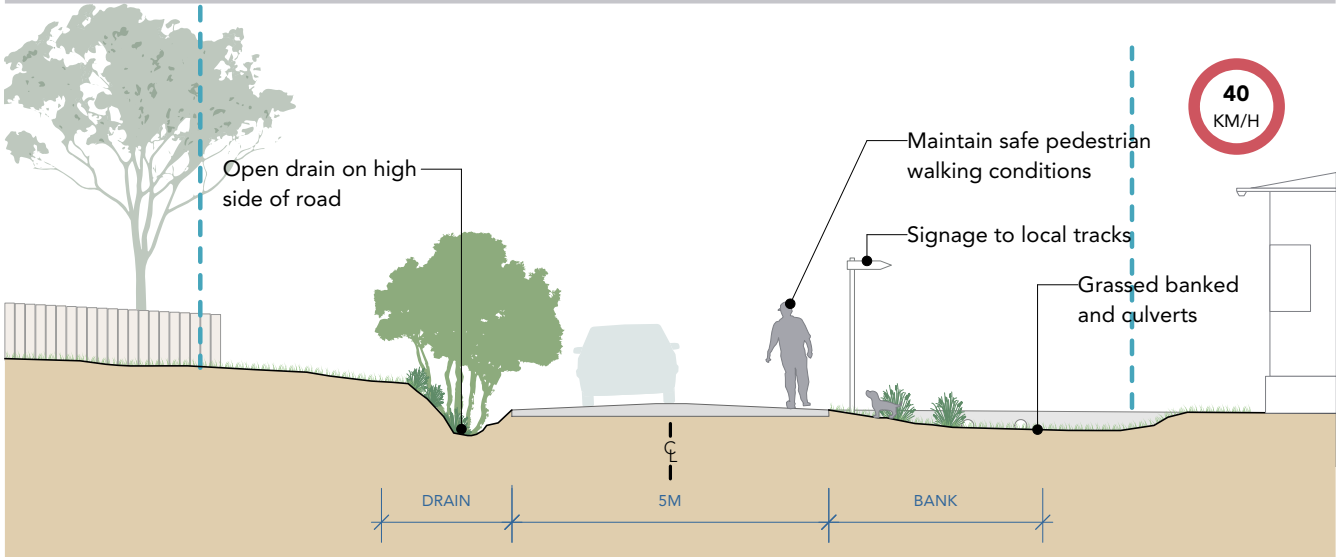 40
KM/H
Maintain safe pedestrian
walking conditions
Open drain on high
side of road
Signage to local tracks
Grassed banked
and culverts
℄
DRAIN
5M
BANK